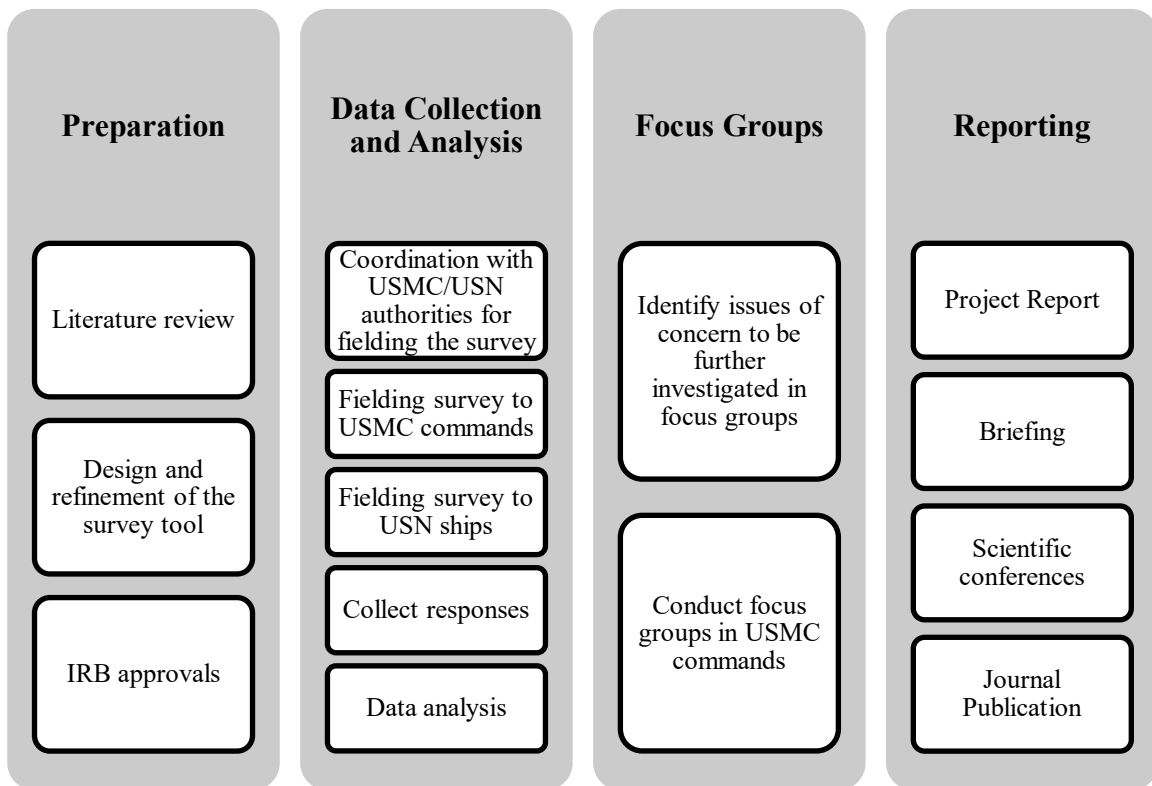 Preparation
Literature review
Design and
refinement of the
survey tool
IRB approvals
Data Collection
and Analysis
Coordination with
USMC/USN
authorities for
fielding the survey
Fielding survey to
USMC commands
Fielding survey to
USN ships
Collect responses
Data analysis
Focus Groups
Identify issues of
concern to be
further
investigated in
focus groups
Conduct focus
groups in USMC
commands
Reporting
Project Report
Briefing
Scientific
conferences
Journal
Publication